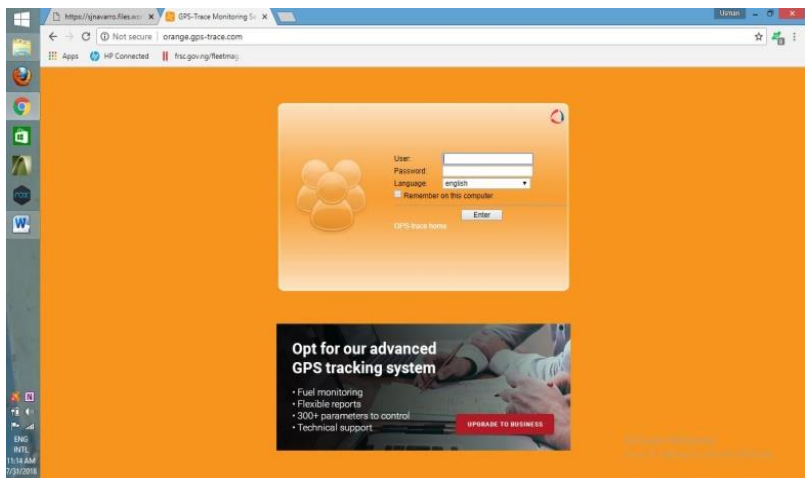 Usman
https://sjnavarro.files.wor
GPS-Trace Monitoring Se
Not secure | orange.gps-trace.com
Apps HP Connected frsc.gov.ng/fleetmag
User:
Password:
Language: english
Remember on this computer
Enter
GPS-trace home
Opt for our advanced
GPS tracking system
• Fuel monitoring
• Flexible reports
• 300+ parameters to control
• Technical support
UPGRADE TO BUSINESS
ENG
INTL
11:14 AM
7/31/2018